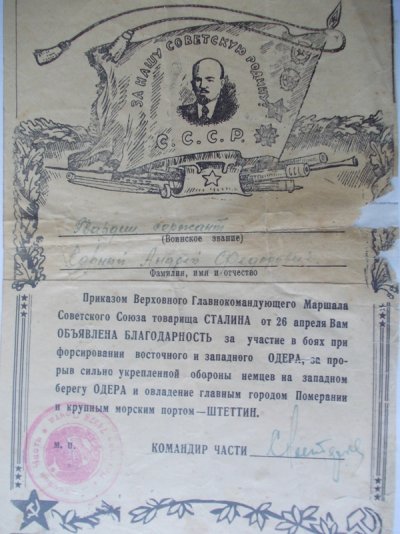 ЗА НАШУ СОВЕТСКУЮ РОДИНУ!
С. С. С. Р.
сержант
(Воинское звание)
Андрей
Фамилия, имя и отчество
Приказом Верховного Главнокомандующего Маршала
Советского Союза товарища СТАЛИНА от 26 апреля Вам
ОБЪЯВЛЕНА БЛАГОДАРНОСТЬ за участие в боях при
форсировании восточного и западного ОДЕРА, за про-
рыв сильно укрепленной обороны немцев на западном
берегу ОДЕРА и овладение главным городом Померании
и крупным морским портом—ШТЕТТИН.
М. П.
КОМАНДИР ЧАСТИ